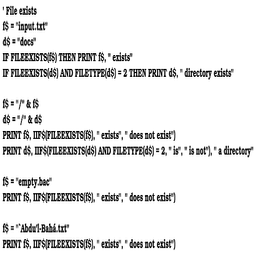 ' File exists
f$ = "input.txt"
d$ = "docs"
IF FILEEXISTS(f$) THEN PRINT f$, " exists"
IF FILEEXISTS(d$) AND FILETYPE(d$) = 2 THEN PRINT d$, " directory exists"
f$ = "/" & f$
d$ = "/" & d$
PRINT f$, IIF$(FILEEXISTS(f$), " exists", " does not exist")
PRINT d$, IIF$(FILEEXISTS(d$) AND FILETYPE(d$) = 2, " is", " is not"), " a directory"
f$ = "empty.bac"
PRINT f$, IIF$(FILEEXISTS(f$), " exists", " does not exist")
f$ = "`Abdu'l-Bahá.txt"
PRINT f$, IIF$(FILEEXISTS(f$), " exists", " does not exist")